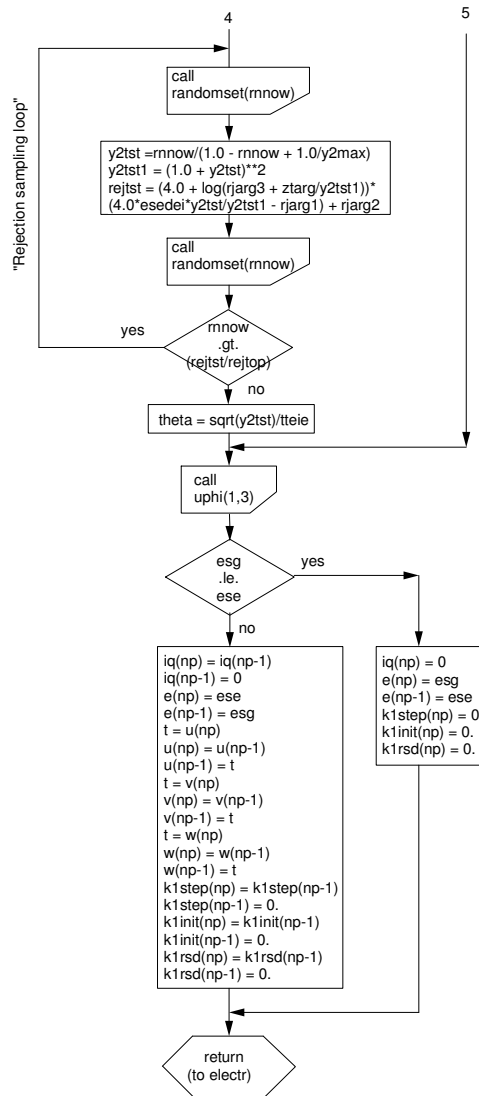 4
5
"Rejection sampling loop"
call
randomset(rnnow)
y2tst =rnnow/(1.0 - rnnow + 1.0/y2max)
y2tst1 = (1.0 + y2tst)**2
rejtst = (4.0 + log(rjarg3 + ztarg/y2tst1))*
(4.0*esedei*y2tst/y2tst1 - rjarg1) + rjarg2
call
randomset(rnnow)
yes
rnnow
.gt.
(rejtst/rejtop)
no
theta = sqrt(y2tst)/tteie
call
uphi(1,3)
esg
.le.
ese
yes
no
iq(np) = iq(np-1)
iq(np-1) = 0
e(np) = ese
e(np-1) = esg
t = u(np)
u(np) = u(np-1)
u(np-1) = t
t = v(np)
v(np) = v(np-1)
v(np-1) = t
t = w(np)
w(np) = w(np-1)
w(np-1) = t
k1step(np) = k1step(np-1)
k1step(np-1) = 0.
k1init(np) = k1init(np-1)
k1init(np-1) = 0.
k1rsd(np) = k1rsd(np-1)
k1rsd(np-1) = 0.
iq(np) = 0
e(np) = esg
e(np-1) = ese
k1step(np) = 0
k1init(np) = 0.
k1rsd(np) = 0.
return
(to electr)